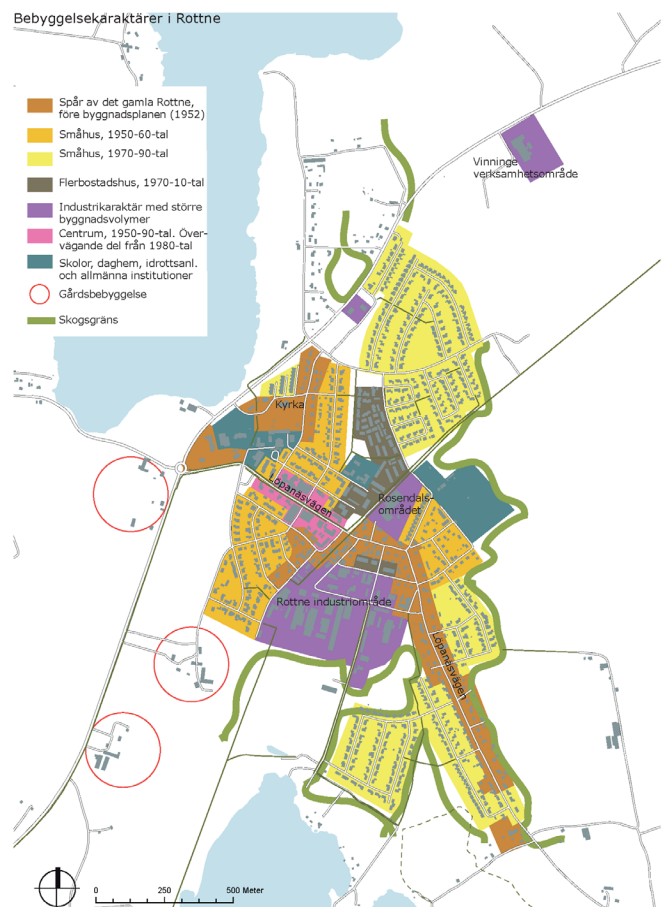 Bebyggelsekaraktärer i Rottne
Spår av det gamla Rottne,
före byggnadsplanen (1952)
Småhus, 1950-60-tal
Småhus, 1970-90-tal
Flerbostadshus, 1970-10-tal
Industrikaraktär med större
byggnadsvolymer
Centrum, 1950-90-tal. Över-
vägande del från 1980-tal
Skolor, daghem, idrottsanl.
och allmänna institutioner
Gårdsbebyggelse
Skogsgräns
Vinninge
verksamhetsområde
Kyrka
Löpanäsvägen
Rosendals-
området
Rottne industriområde
Löpanäsvägen
0 250 500 Meter